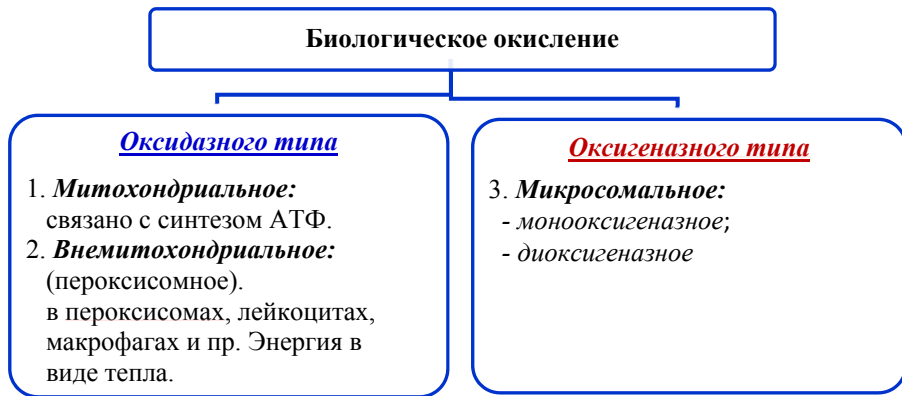 Биологическое окисление
Оксидазного типа
1. Митохондриальное:
связано с синтезом АТФ.
2. Внемитохондриальное:
(пероксисомное).
в пероксисомах, лейкоцитах,
макрофагах и пр. Энергия в
виде тепла.
Оксигеназного типа
3. Микросомальное:
- монооксигеназное;
- диоксигеназное